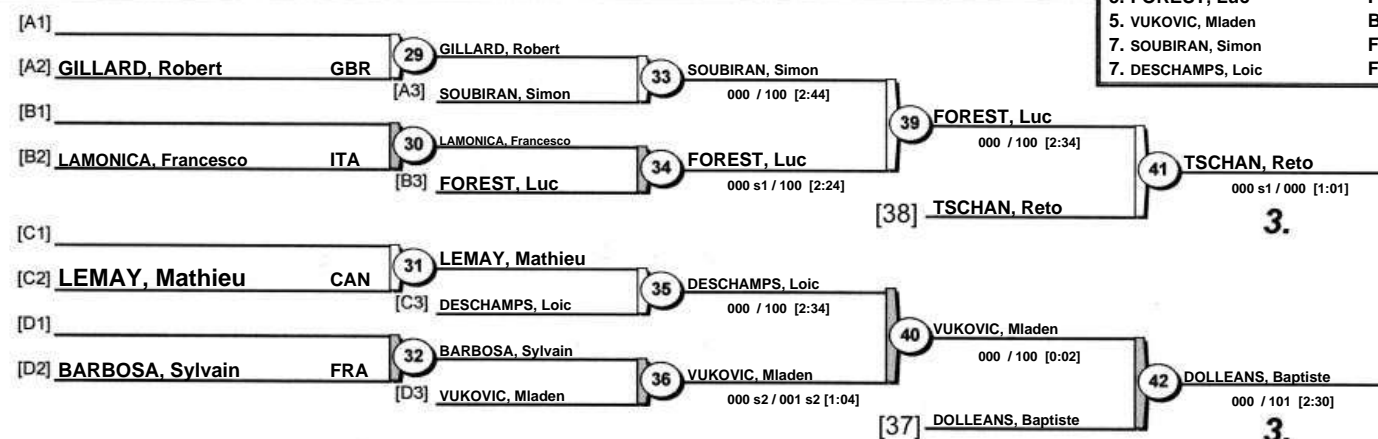 5. VUKOVIC, Mladen B
7. SOUBIRAN, Simon F
7. DESCHAMPS, Loic F
[A1]
[A2] GILLARD, Robert GBR
29
GILLARD, Robert
[A3] SOUBIRAN, Simon
33
SOUBIRAN, Simon
000 / 100 [2:44]
[B1]
[B2] LAMONICA, Francesco ITA
30
LAMONICA, Francesco
[B3] FOREST, Luc
34
FOREST, Luc
000 s1 / 100 [2:24]
39
FOREST, Luc
000 / 100 [2:34]
[38] TSCHAN, Reto
41
TSCHAN, Reto
000 s1 / 000 [1:01]
3.
[C1]
[C2] LEMAY, Mathieu CAN
31
LEMAY, Mathieu
[C3] DESCHAMPS, Loic
35
DESCHAMPS, Loic
000 / 100 [2:34]
[D1]
[D2] BARBOSA, Sylvain FRA
32
BARBOSA, Sylvain
[D3] VUKOVIC, Mladen
36
VUKOVIC, Mladen
000 s2 / 001 s2 [1:04]
40
VUKOVIC, Mladen
000 / 100 [0:02]
[37] DOLLEANS, Baptiste
42
DOLLEANS, Baptiste
000 / 101 [2:30]
3.